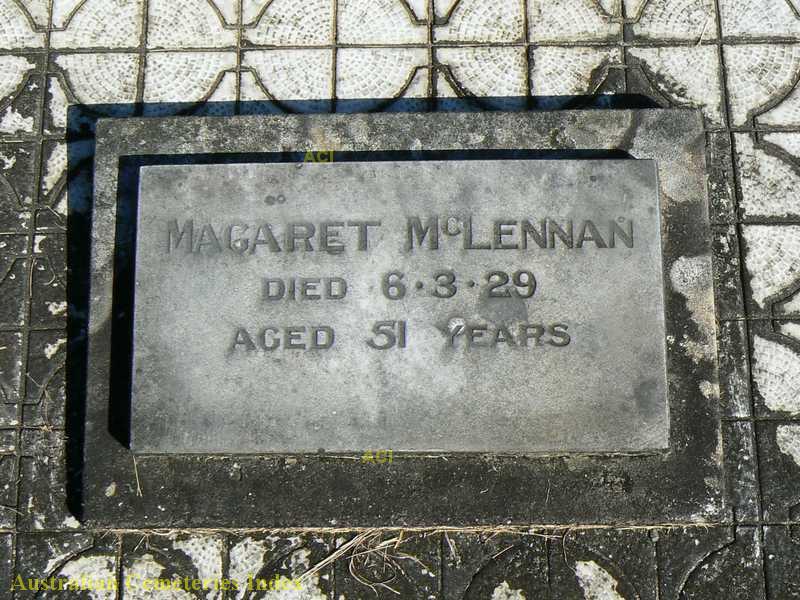 ACI
MAGARET McLENNAN
DIED 6·3·29
AGED 51 YEARS
ACI
Australian Cemeteries Index